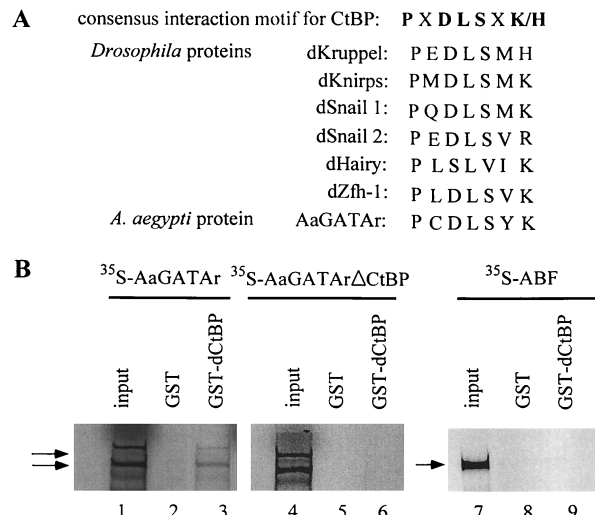 A
consensus interaction motif for CtBP: P X D L S X K/H
Drosophila proteins dKruppel: P E D L S M H
dKnirps: P M D L S M K
dSnail 1: P Q D L S M K
dSnail 2: P E D L S V R
dHairy: P L S L V I K
dZfh-1: P L D L S V K
A. aegypti protein AaGATAr: P C D L S Y K
B
35S-AaGATAr 35S-AaGATAr△CtBP 35S-ABF
input GST GST-dCtBP input GST GST-dCtBP input GST GST-dCtBP
1 2 3 4 5 6 7 8 9